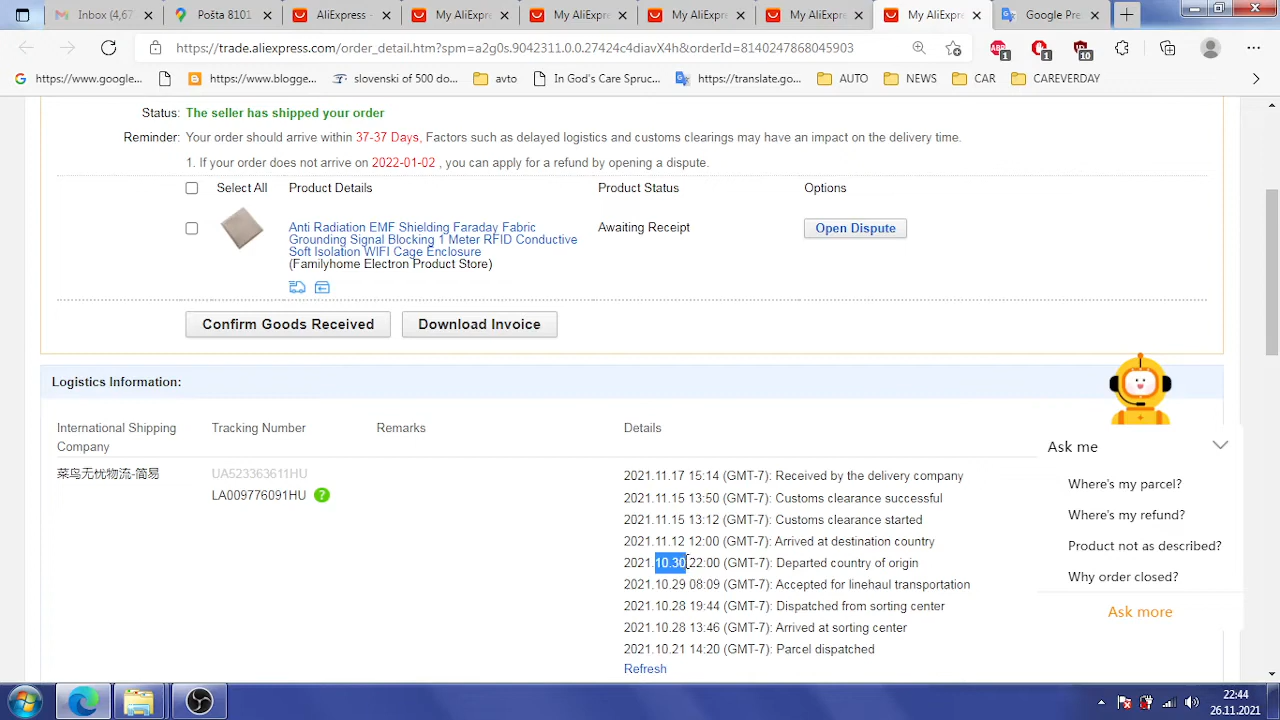 Inbox (4,67
Pošta 8101
AliExpress -
My AliExpr
My AliExpre
My AliExpre
My AliExpre
My AliExpre
Google Pre
https://trade.aliexpress.com/order_detail.htm?spm=a2g0s.9042311.0.0.27424c4diavX4h&orderId=8140247868045903
1
1
10
https://www.google...
https://www.blogge...
slovenski of 500 do...
avto
In God's Care Spruc...
https://translate.go...
AUTO
NEWS
CAR
CAREVERDAY
Status: The seller has shipped your order
Reminder: Your order should arrive within 37-37 Days, Factors such as delayed logistics and customs clearings may have an impact on the delivery time.
1. If your order does not arrive on 2022-01-02 , you can apply for a refund by opening a dispute.
Select All Product Details Product Status Options
Anti Radiation EMF Shielding Faraday Fabric
Grounding Signal Blocking 1 Meter RFID Conductive
Soft Isolation WIFI Cage Enclosure
(Familyhome Electron Product Store)
Awaiting Receipt
Open Dispute
Confirm Goods Received Download Invoice
Logistics Information:
International Shipping
Company
Tracking Number Remarks Details
菜鸟无忧物流-简易
UA523363611HU
LA009776091HU ?
2021.11.17 15:14 (GMT-7): Received by the delivery company
2021.11.15 13:50 (GMT-7): Customs clearance successful
2021.11.15 13:12 (GMT-7): Customs clearance started
2021.11.12 12:00 (GMT-7): Arrived at destination country
2021.10.30 22:00 (GMT-7): Departed country of origin
2021.10.29 08:09 (GMT-7): Accepted for linehaul transportation
2021.10.28 19:44 (GMT-7): Dispatched from sorting center
2021.10.28 13:46 (GMT-7): Arrived at sorting center
2021.10.21 14:20 (GMT-7): Parcel dispatched
Refresh
Ask me
Where's my parcel?
Where's my refund?
Product not as described?
Why order closed?
Ask more
22:44
26.11.2021